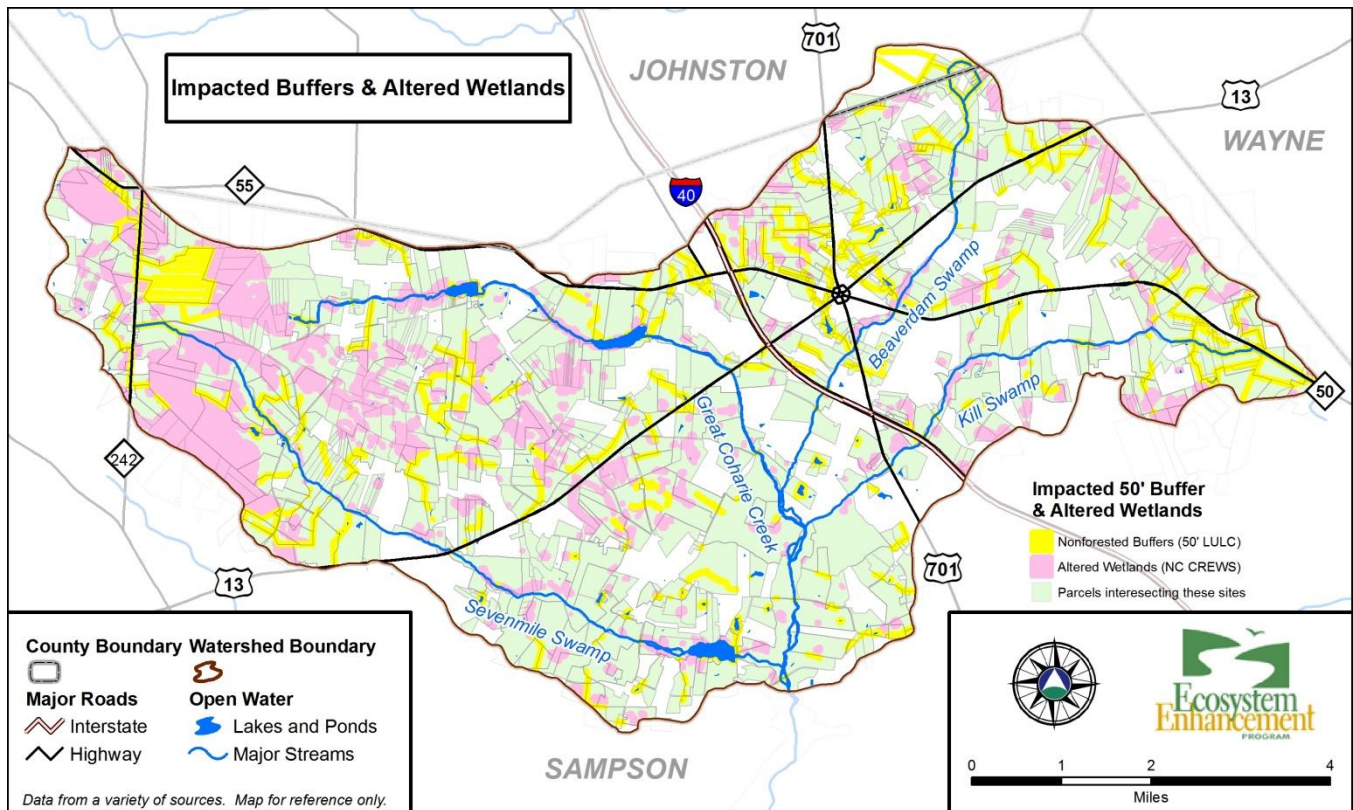 Impacted Buffers & Altered Wetlands
JOHNSTON
701
13
WAYNE
55
40
Beaverdam Swamp
Kill Swamp
50
242
Great Coharie Creek
13
Sevenmile Swamp
701
SAMPSON
Impacted 50' Buffer
& Altered Wetlands
Nonforested Buffers (50' LULC)
Altered Wetlands (NC CREWS)
Parcels interesecting these sites
County Boundary
Watershed Boundary
Major Roads
Interstate
Highway
Open Water
Lakes and Ponds
Major Streams
Data from a variety of sources. Map for reference only.
Ecosystem
Enhancement
PROGRAM
0 1 2 4
Miles